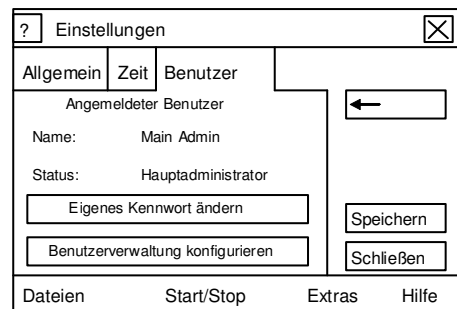 ? Einstellungen
Allgemein Zeit Benutzer
Angemeldeter Benutzer
Name: Main Admin
Status: Hauptadministrator
Eigenes Kennwort ändern
Benutzerverwaltung konfigurieren
Speichern
Schließen
Dateien Start/Stop Extras Hilfe